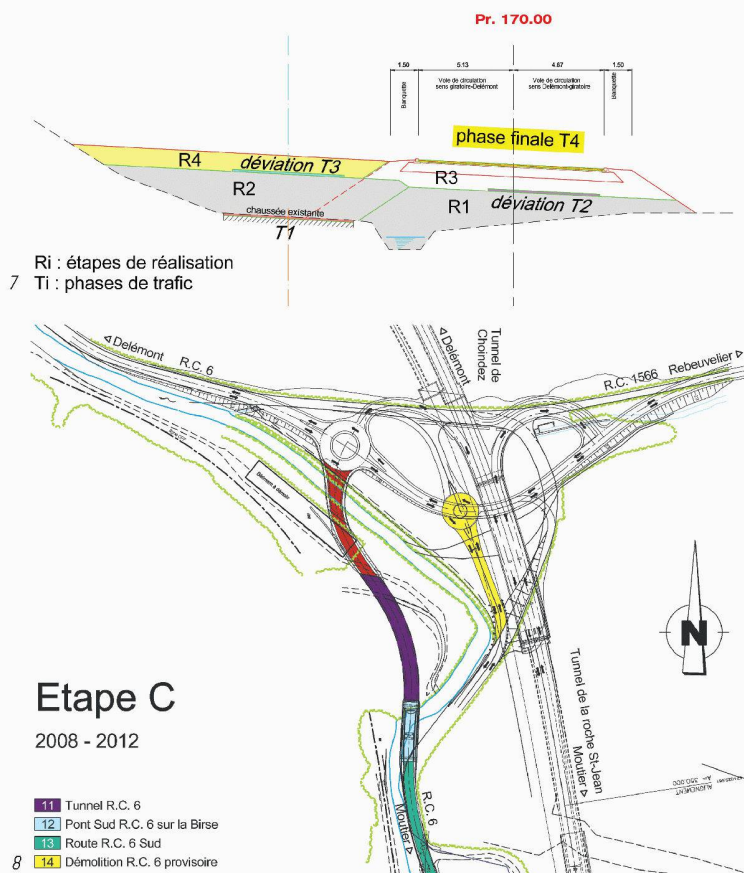 Pr. 170.00
1.50 5.13 4.87 1.50
Banquette
Voie de circulation
sens giratoire-Delémont
Voie de circulation
sens Delémont-giratoire
Banquette
phase finale T4
R4 déviation T3
R3
R2
R1 déviation T2
chaussée existante
T1
Ri : étapes de réalisation
7 Ti : phases de trafic
Delémont R.C. 6
Delémont
Tunnel de
Choindez
R.C. 1566 Rebeuvelier
Bâtiment à démolir
N
Tunnel de la roche St-Jean
Moutier
Etape C
2008 - 2012
ALIGNEMENT
R.C. 6
Moutier
11 Tunnel R.C. 6
12 Pont Sud R.C. 6 sur la Birse
13 Route R.C. 6 Sud
8 14 Démolition R.C. 6 provisoire